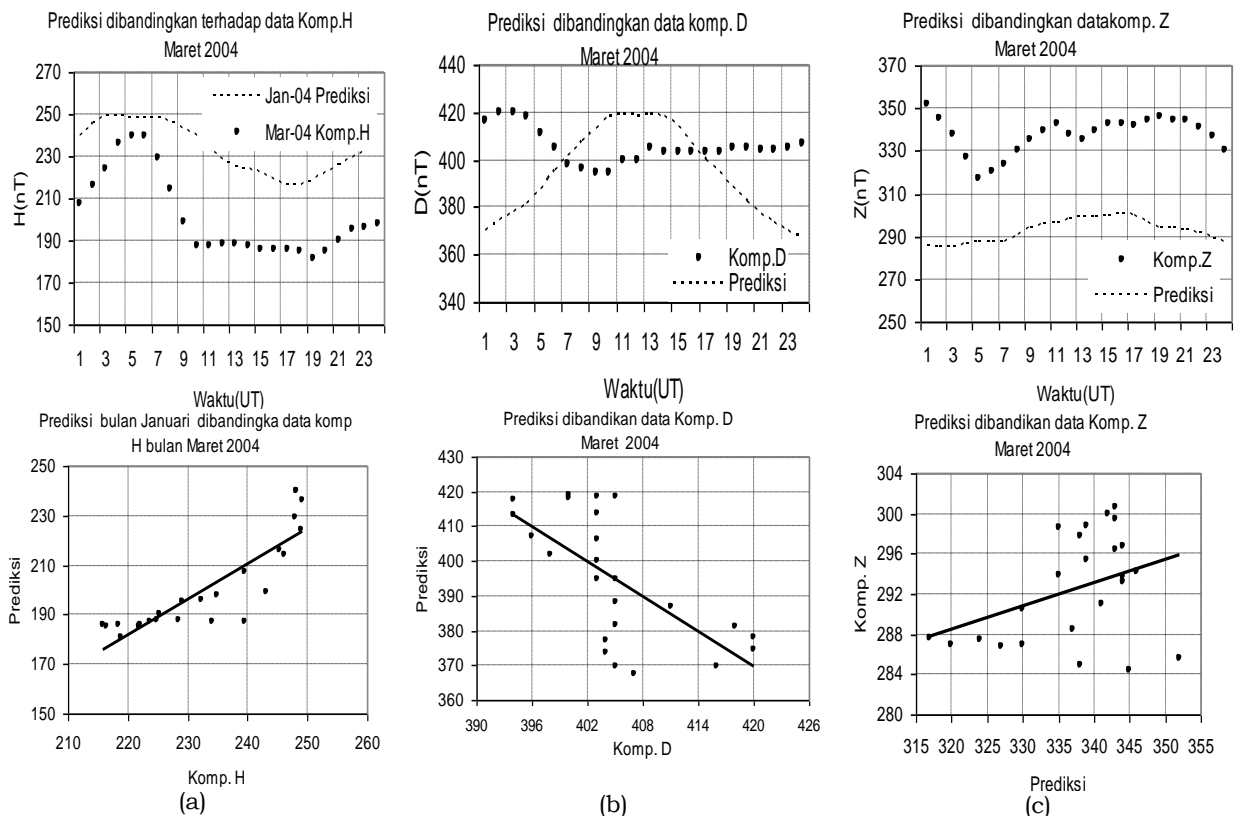 Prediksi dibandingkan terhadap data Komp.H
Maret 2004
270
250
230
210
190
170
150
H(nT)
Jan-04 Prediksi
Mar-04 Komp.H
1 3 5 7 9 11 13 15 17 19 21 23
Waktu(UT)
Prediksi dibandingkan data komp. D
Maret 2004
440
420
400
380
360
340
D(nT)
Komp.D
Prediksi
1 3 5 7 9 11 13 15 17 19 21 23
Waktu(UT)
Prediksi dibandingkan datakomp. Z
Maret 2004
370
350
330
310
290
270
250
Z(nT)
Komp.Z
Prediksi
1 3 5 7 9 11 13 15 17 19 21 23
Waktu(UT)
Prediksi bulan Januari dibandingka data komp
H bulan Maret 2004
250
230
210
190
170
150
Prediksi
210 220 230 240 250 260
Komp. H
(a)
Prediksi dibandikan data Komp. D
Maret 2004
430
420
410
400
390
380
370
360
Prediksi
390 396 402 408 414 420 426
Komp. D
(b)
Prediksi dibandikan data Komp. Z
Maret 2004
304
300
296
292
288
284
280
Komp. Z
315 320 325 330 335 340 345 350 355
Prediksi
(c)